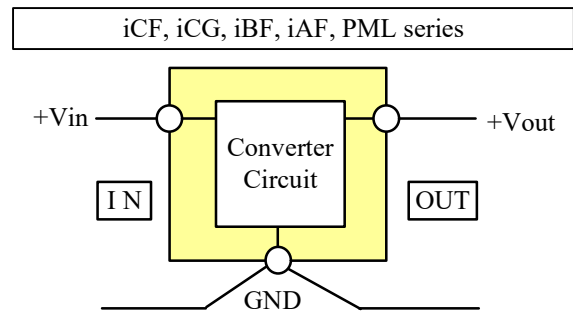 iCF, iCG, iBF, iAF, PML series
+Vin
+Vout
Converter
Circuit
I N
OUT
GND